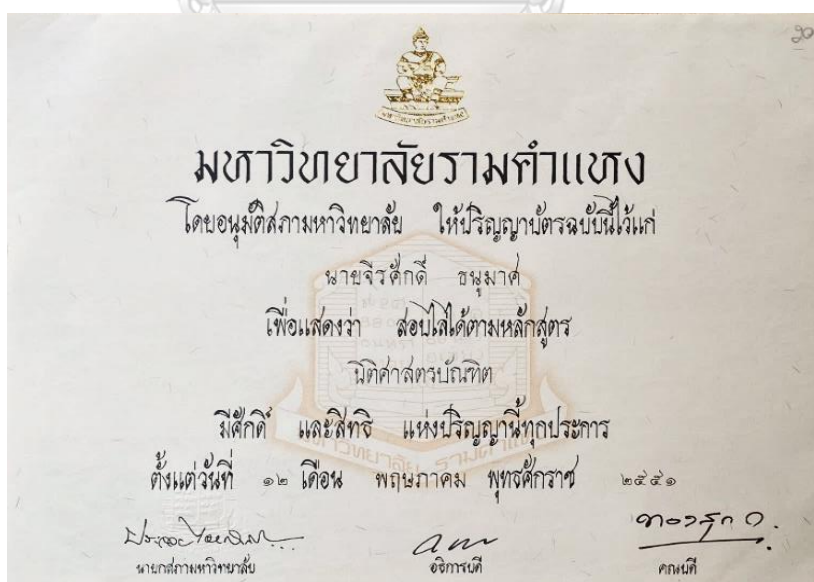 มหาวิทยาลัยรามคำแหง
โดยอนุมัติสภามหาวิทยาลัย ให้ปริญญาบัตรฉบับนี้ไว้แก่
นายจีรศักดิ์ ธนูมาศ
เพื่อแสดงว่า สอบไล่ได้ตามหลักสูตร
นิติศาสตรบัณฑิต
มีศักดิ์ และสิทธิ แห่งปริญญานี้ทุกประการ
ตั้งแต่วันที่ ๑๒ เดือน พฤษภาคม พุทธศักราช ๒๕๕๑
นายกสภามหาวิทยาลัย อธิการบดี คณบดี